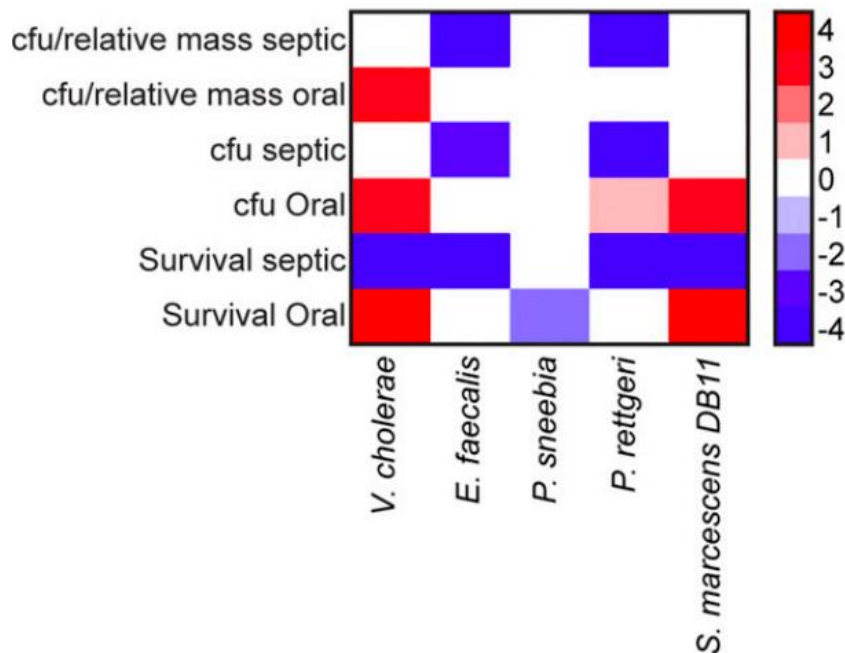 cfu/relative mass septic
cfu/relative mass oral
cfu septic
cfu Oral
Survival septic
Survival Oral
4
3
2
1
0
-1
-2
-3
-4
V. cholerae
E. faecalis
P. sneebia
P. rettgeri
S. marcescens DB11